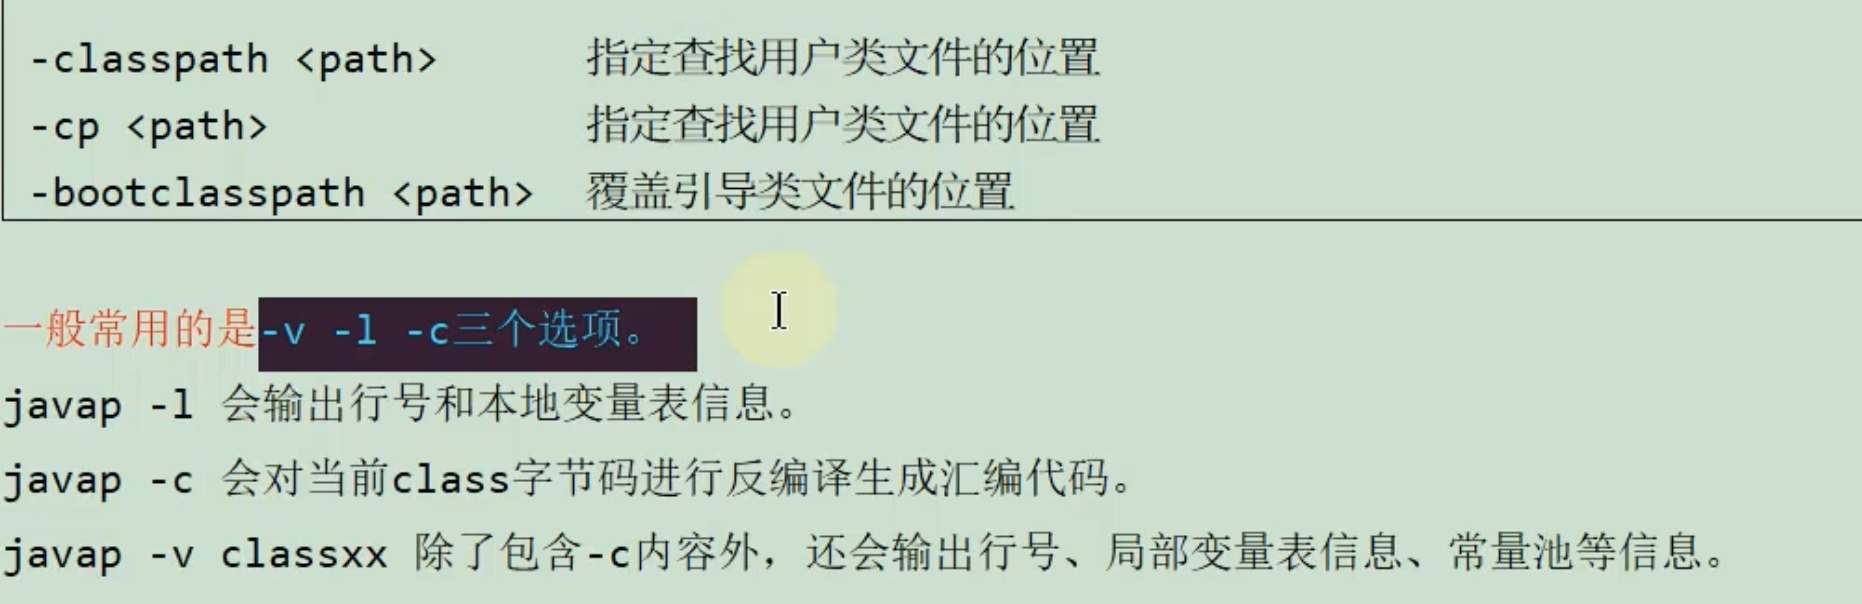 -classpath <path> 指定查找用户类文件的位置
-cp <path> 指定查找用户类文件的位置
-bootclasspath <path> 覆盖引导类文件的位置
一般常用的是-v -l -c三个选项。
javap -l 会输出行号和本地变量表信息。
javap -c 会对当前class字节码进行反编译生成汇编代码。
javap -v classxx 除了包含-c内容外，还会输出行号、局部变量表信息、常量池等信息。